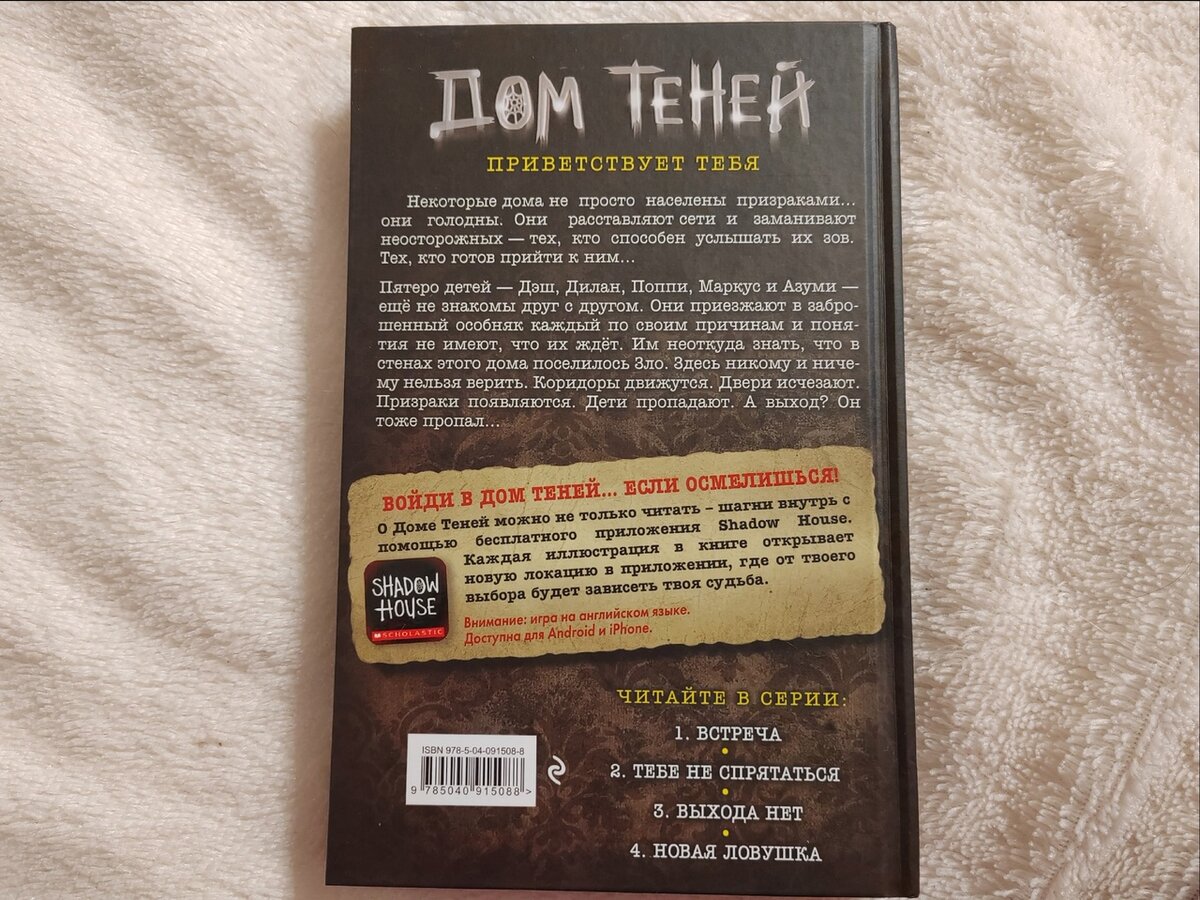 ДОМ ТЕНЕЙ
ПРИВЕТСТВУЕТ ТЕБЯ
Некоторые дома не просто населены призраками...
они голодны. Они расставляют сети и заманивают
неосторожных — тех, кто способен услышать их зов.
Тех, кто готов прийти к ним...
Пятеро детей — Дэш, Дилан, Поппи, Маркус и Азуми —
ещё не знакомы друг с другом. Они приезжают в забро-
шенный особняк каждый по своим причинам и поня-
тия не имеют, что их ждёт. Им неоткуда знать, что в
стенах этого дома поселилось Зло. Здесь никому и ниче-
му нельзя верить. Коридоры движутся. Двери исчезают.
Призраки появляются. Дети пропадают. А выход? Он
тоже пропал...
ВОЙДИ В ДОМ ТЕНЕЙ... ЕСЛИ ОСМЕЛИШЬСЯ!
О Доме Теней можно не только читать – шагни внутрь с
помощью бесплатного приложения Shadow House.
Каждая иллюстрация в книге открывает
новую локацию в приложении, где от твоего
выбора будет зависеть твоя судьба.
SHADOW
HOUSE
SCHOLASTIC
Внимание: игра на английском языке.
Доступна для Android и iPhone.
ЧИТАЙТЕ В СЕРИИ:
1. ВСТРЕЧА
2. ТЕБЕ НЕ СПРЯТАТЬСЯ
3. ВЫХОДА НЕТ
4. НОВАЯ ЛОВУШКА
ISBN 978-5-04-091508-8
9 785040 915088 >